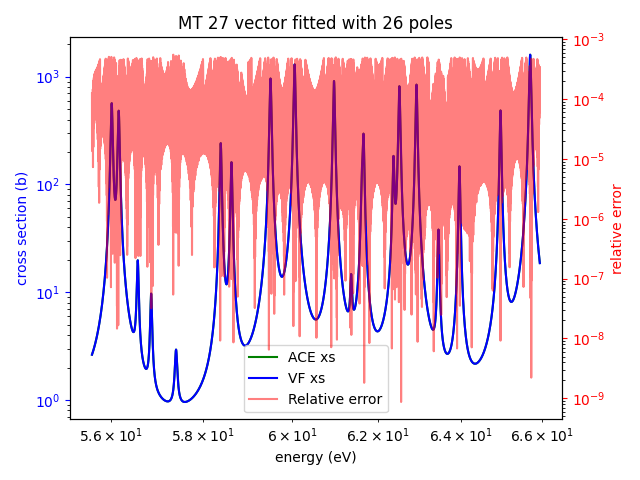 MT 27 vector fitted with 26 poles
cross section (b)
10³
10²
10¹
10⁰
10⁻³
10⁻⁴
10⁻⁵
10⁻⁶
10⁻⁷
10⁻⁸
10⁻⁹
relative error
ACE xs
VF xs
Relative error
5.6 × 10¹ 5.8 × 10¹ 6 × 10¹ 6.2 × 10¹ 6.4 × 10¹ 6.6 × 10¹
energy (eV)